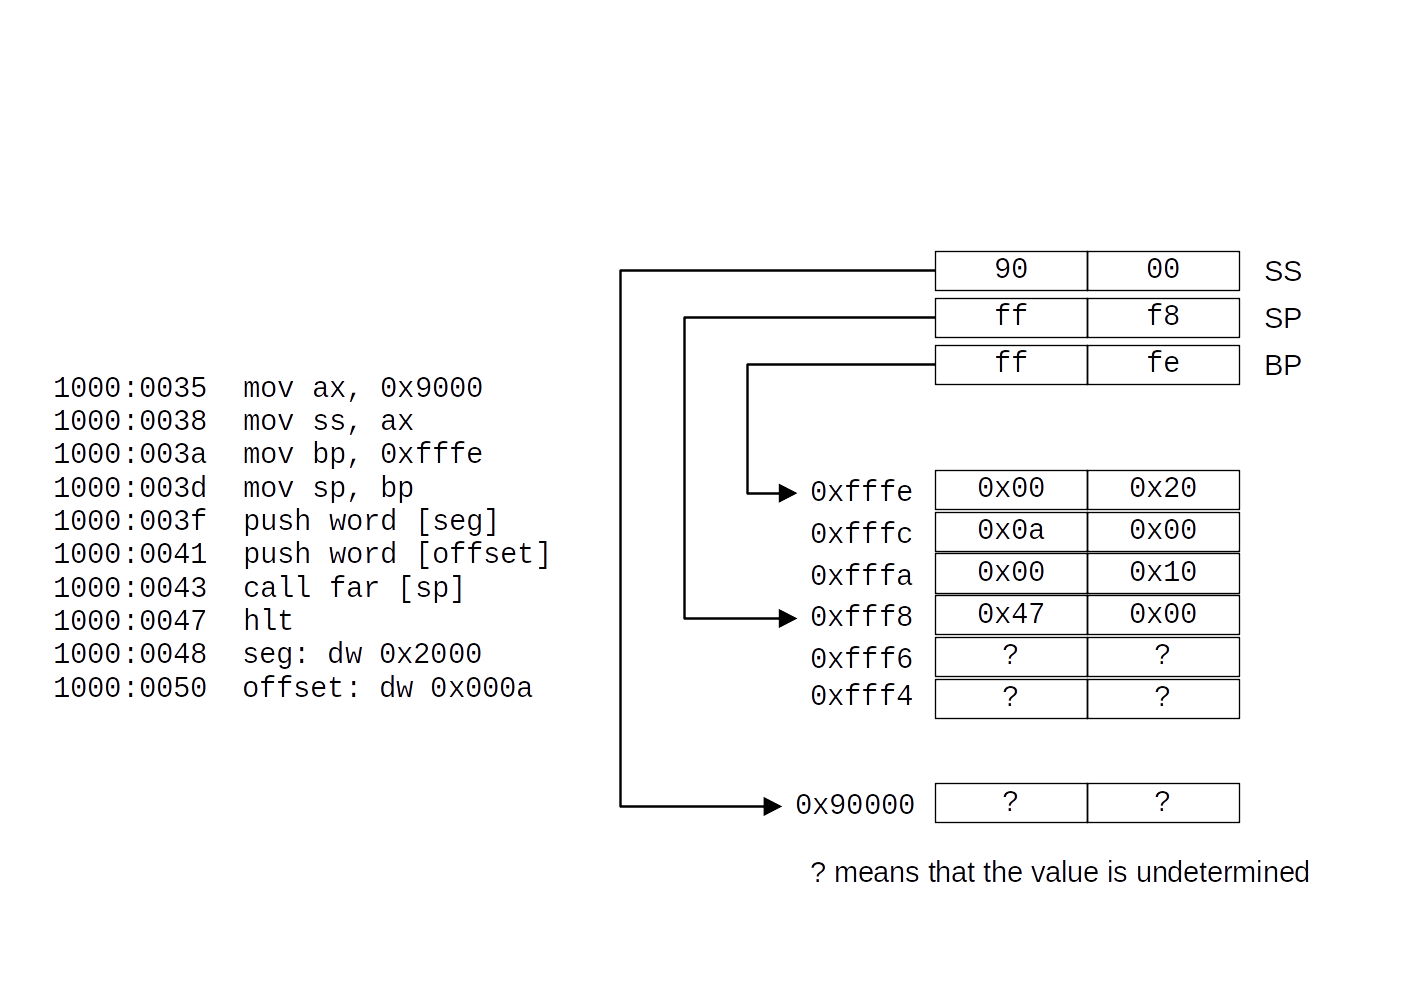 90 00 SS
ff f8 SP
ff fe BP
1000:0035 mov ax, 0x9000
1000:0038 mov ss, ax
1000:003a mov bp, 0xfffe
1000:003d mov sp, bp
1000:003f push word [seg]
1000:0041 push word [offset]
1000:0043 call far [sp]
1000:0047 hlt
1000:0048 seg: dw 0x2000
1000:0050 offset: dw 0x000a
0xfffe 0x00 0x20
0xfffc 0x0a 0x00
0xfffa 0x00 0x10
0xfff8 0x47 0x00
0xfff6 ? ?
0xfff4 ? ?
0x90000 ? ?
? means that the value is undetermined